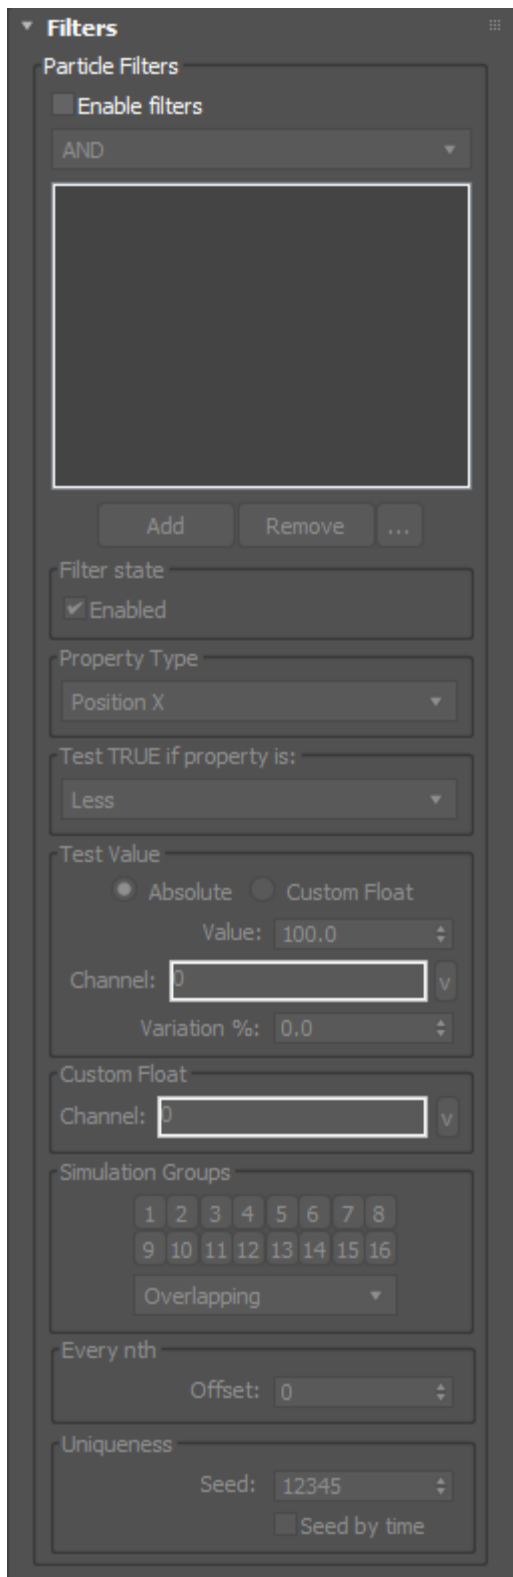 Filters
Particle Filters
Enable filters
AND
Add Remove ...
Filter state
Enabled
Property Type
Position X
Test TRUE if property is:
Less
Test Value
Absolute Custom Float
Value: 100.0
Channel: 0 v
Variation %: 0.0
Custom Float
Channel: 0 v
Simulation Groups
1 2 3 4 5 6 7 8
9 10 11 12 13 14 15 16
Overlapping
Every nth
Offset: 0
Uniqueness
Seed: 12345
Seed by time